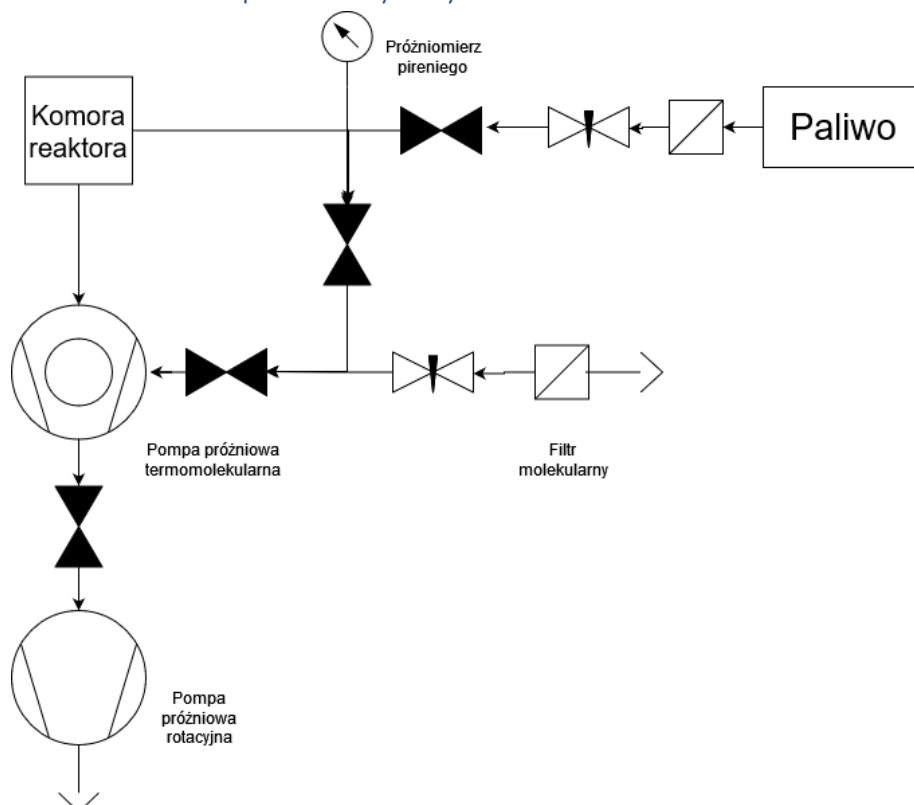 Próżniomierz
pireniego
Komora
reaktora
Paliwo
Pompa próżniowa
termomolekularna
Filtr
molekularny
Pompa
próżniowa
rotacyjna